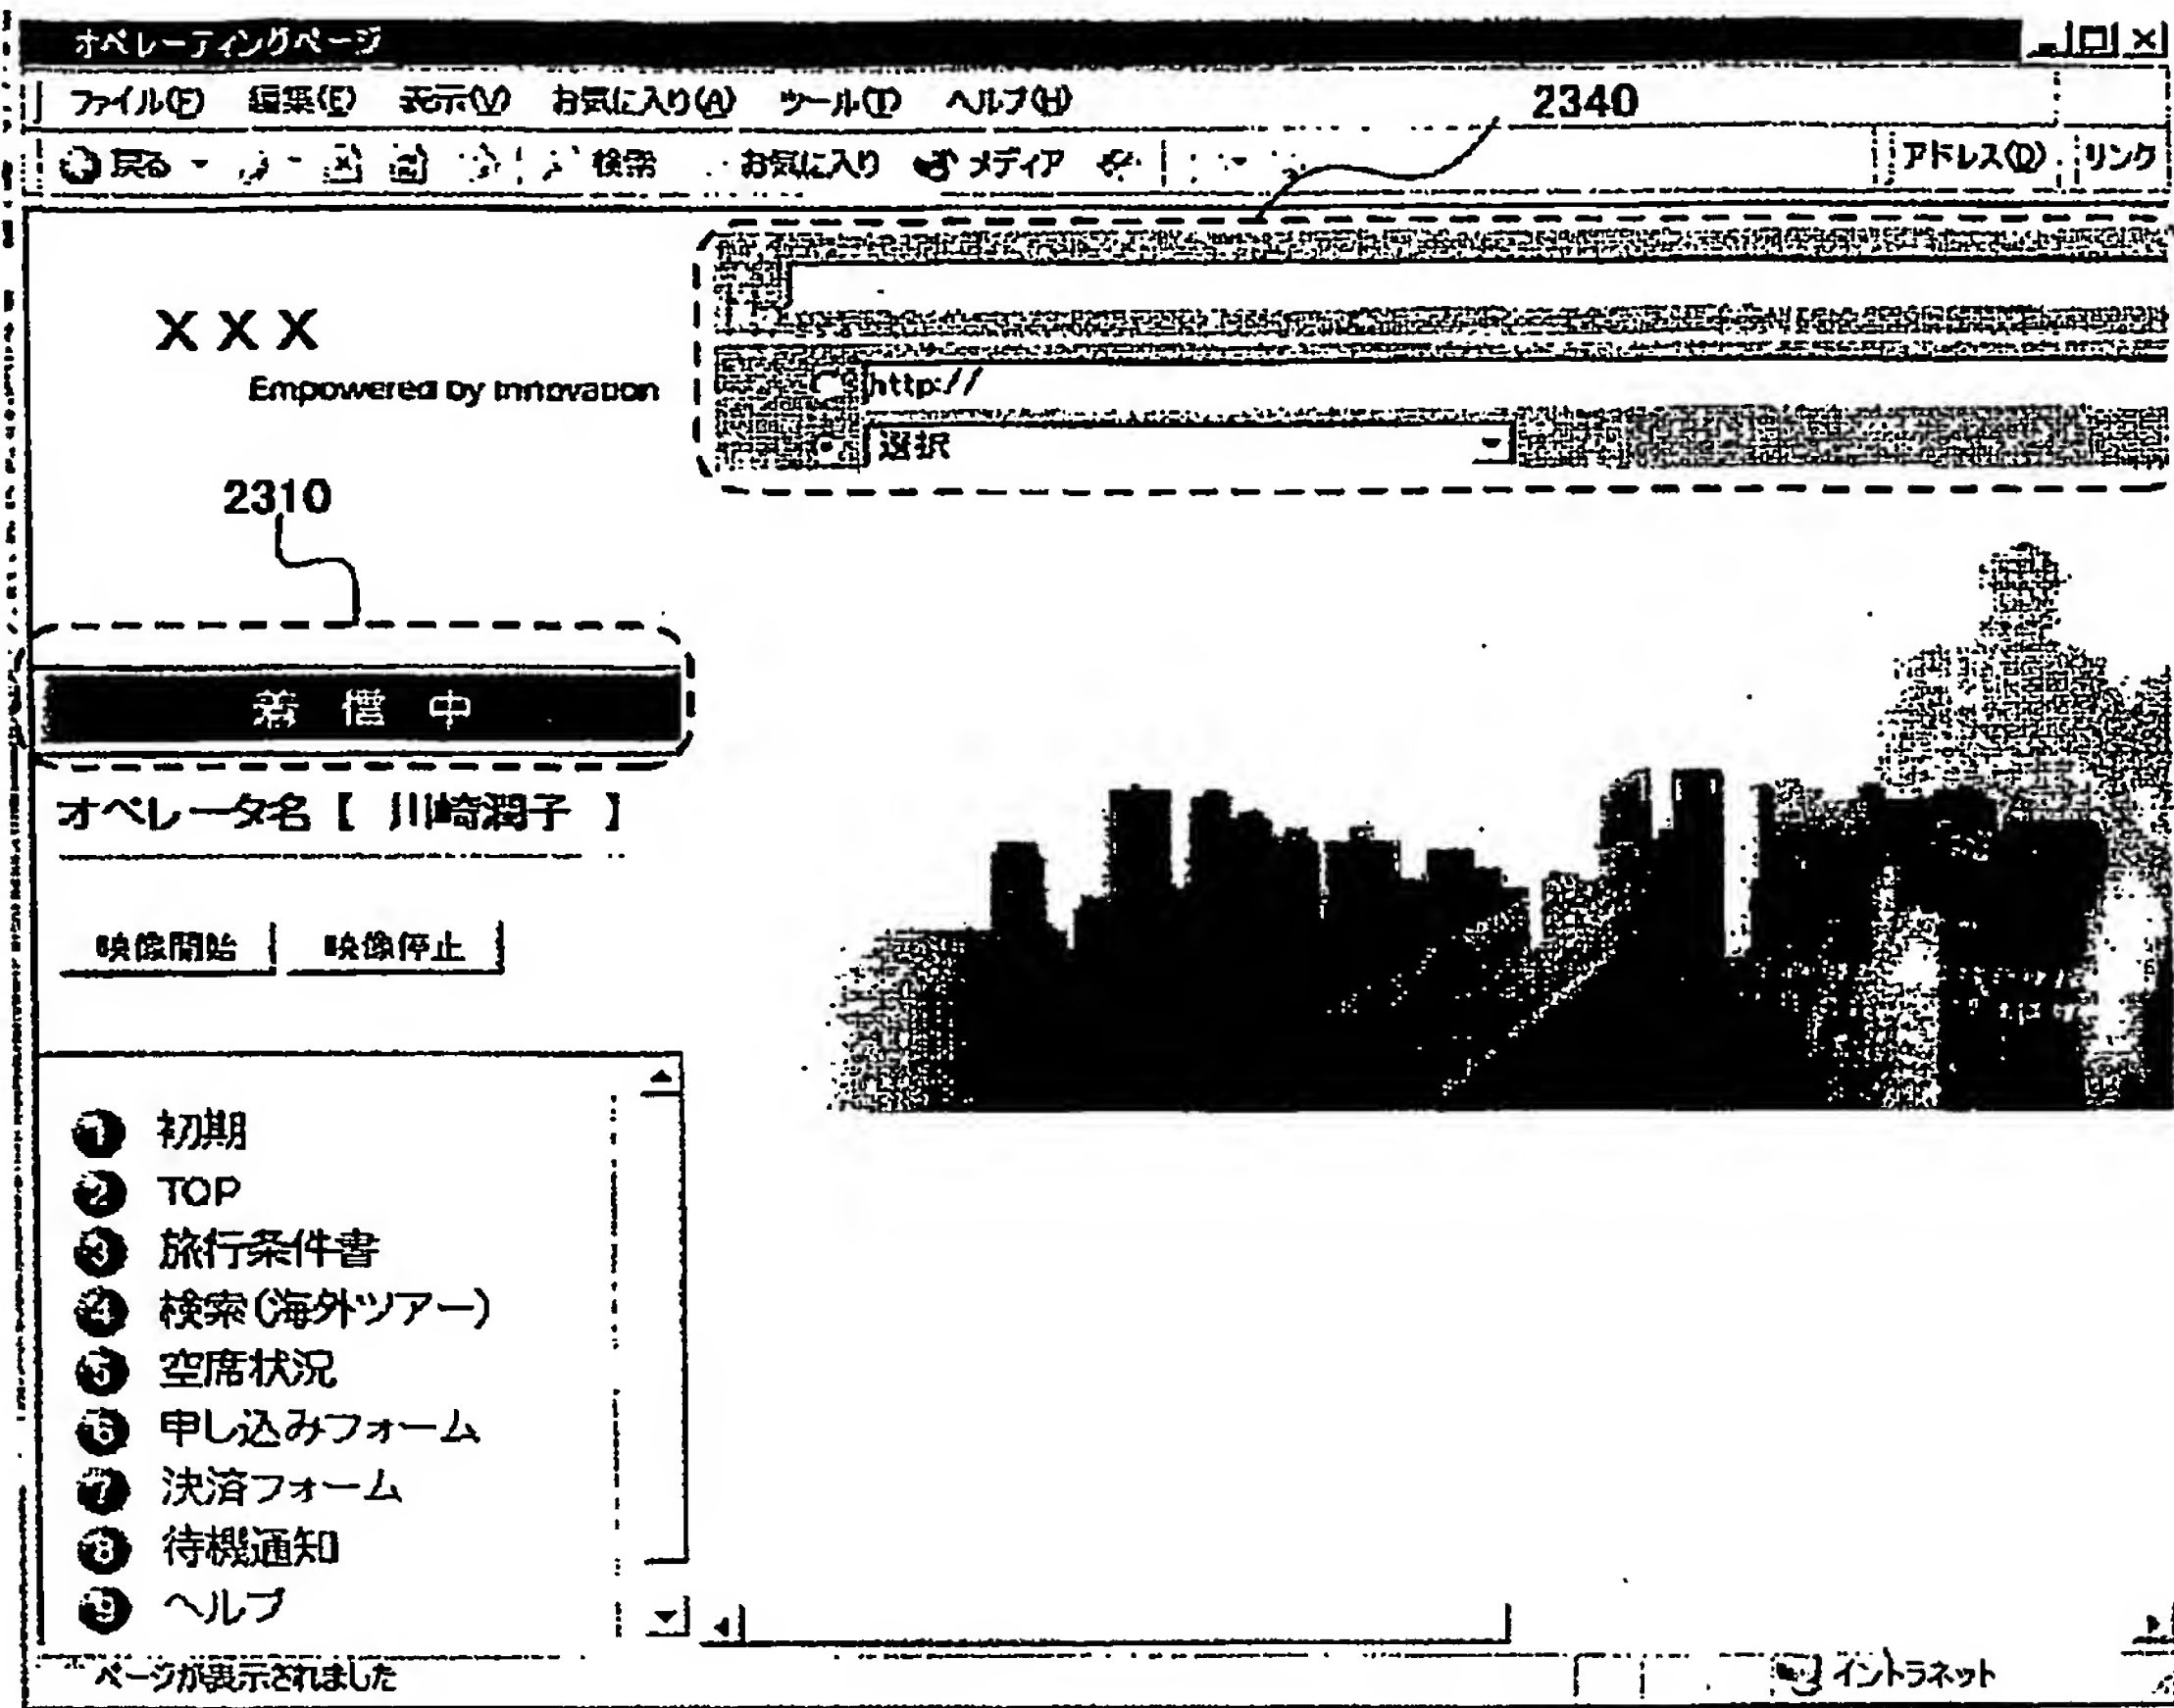 オペレーティングページ
ファイル(F) 編集(E) 表示(V) お気に入り(A) ツール(T) ヘルプ(H)
2340
戻る 検索 お気に入り メディア アドレス(D) リンク
XXX
Empowered by Innovation
http://
選択
2310
着信中
オペレータ名【 川崎潤子 】
映像開始 映像停止
1 初期
2 TOP
3 旅行条件書
4 検索(海外ツアー)
5 空席状況
6 申し込みフォーム
7 決済フォーム
8 待機通知
9 ヘルプ
ページが表示されました
イントラネット